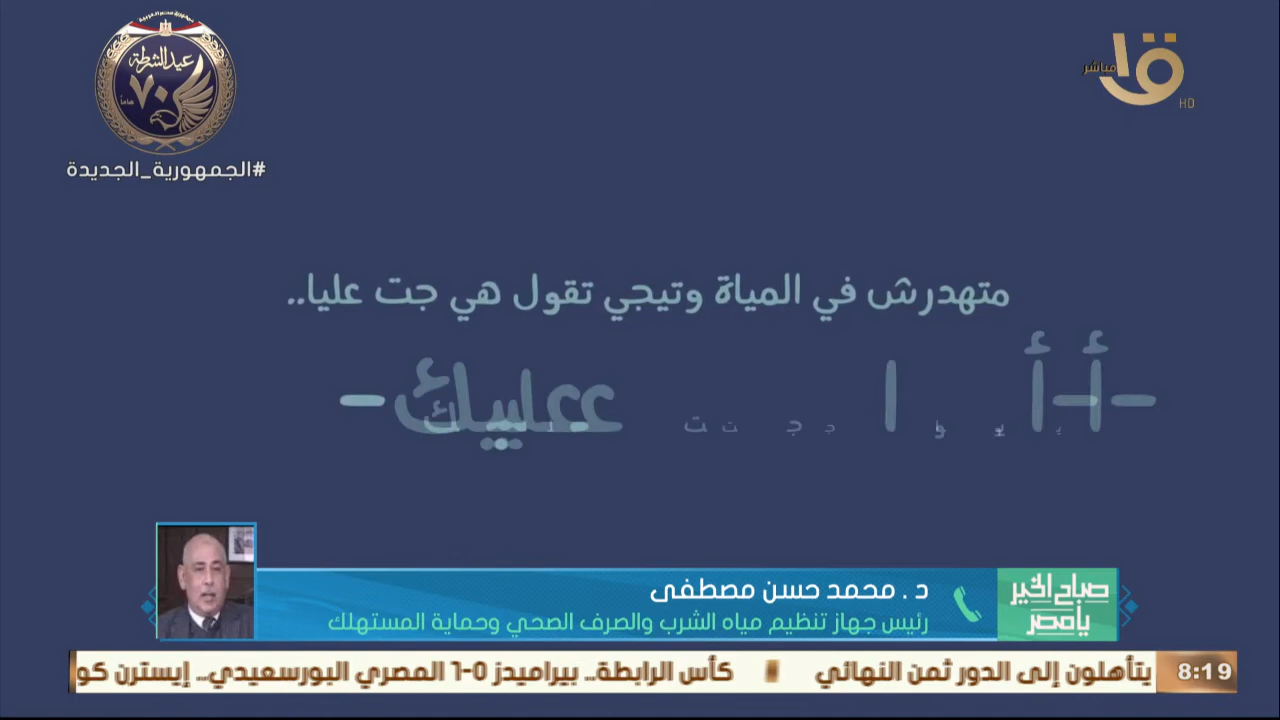 عيد الشرطة
٧٠
عاماً
#الجمهورية_الجديدة
مباشر
HD
متهدرش في المياة وتيجي تقول هي جت عليا..
صباح الخير
يا مصر
د . محمد حسن مصطفى
رئيس جهاز تنظيم مياه الشرب والصرف الصحي وحماية المستهلك
8:19
يتأهلون إلى الدور ثمن النهائي
كأس الرابطة.. بيراميدز 0-1 المصري البورسعيدي.. إيسترن كو